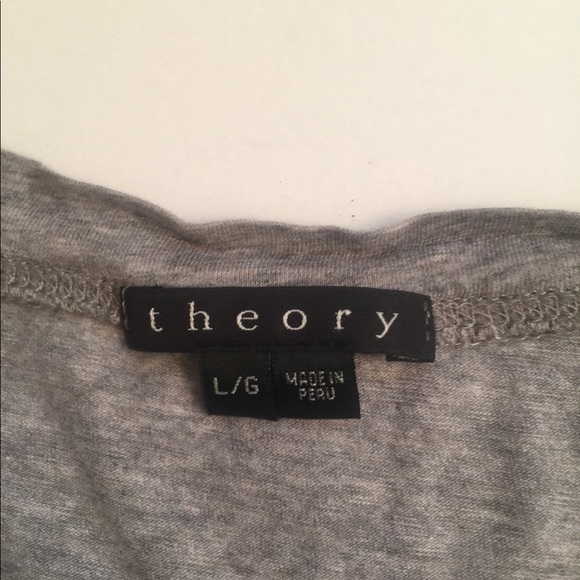 theory
L/G
MADE IN
PERU